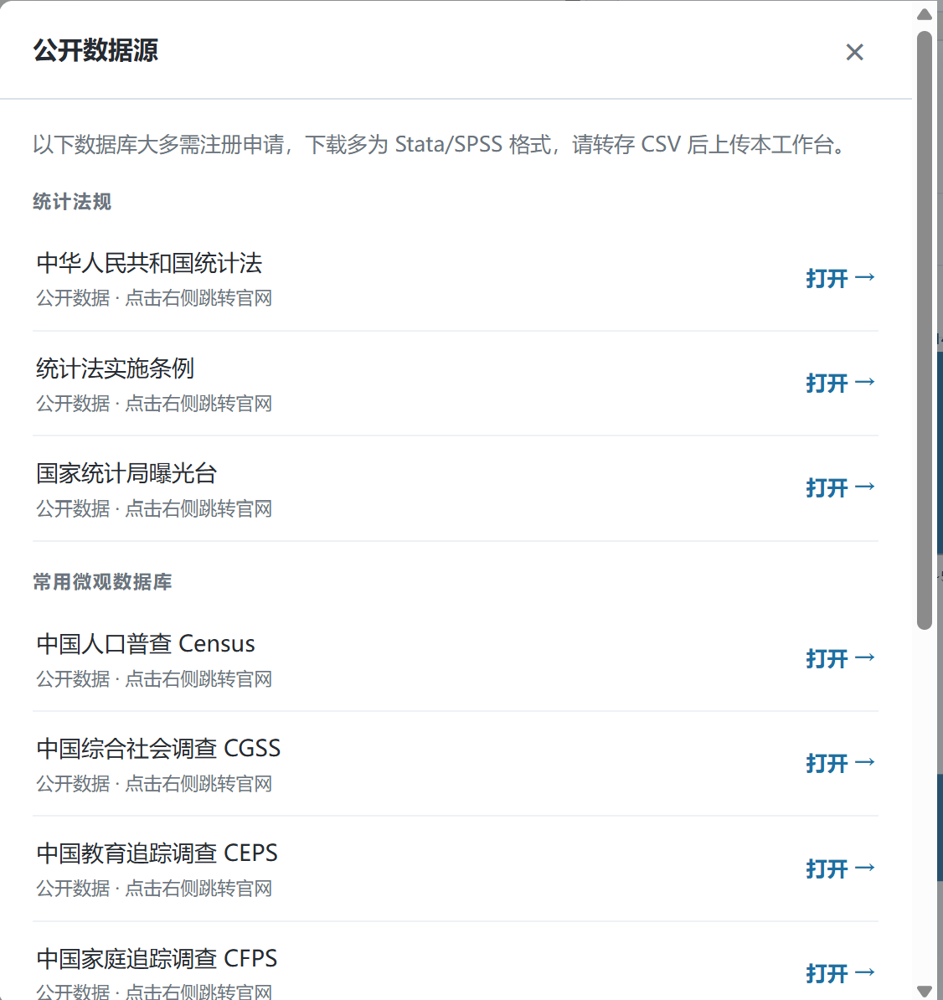 公开数据源
×
以下数据库大多需注册申请，下载多为 Stata/SPSS 格式，请转存 CSV 后上传本工作台。
统计法规
中华人民共和国统计法
公开数据 · 点击右侧跳转官网
打开 →
统计法实施条例
公开数据 · 点击右侧跳转官网
打开 →
国家统计局曝光台
公开数据 · 点击右侧跳转官网
打开 →
常用微观数据库
中国人口普查 Census
公开数据 · 点击右侧跳转官网
打开 →
中国综合社会调查 CGSS
公开数据 · 点击右侧跳转官网
打开 →
中国教育追踪调查 CEPS
公开数据 · 点击右侧跳转官网
打开 →
中国家庭追踪调查 CFPS
公开数据 · 点击右侧跳转官网
打开 →